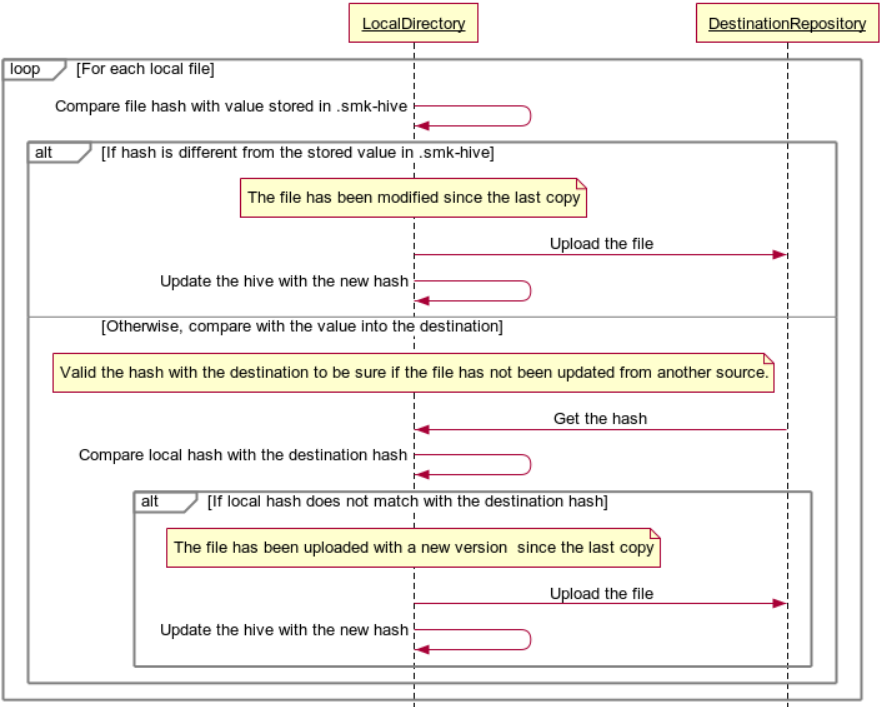 LocalDirectory
DestinationRepository
loop
[For each local file]
Compare file hash with value stored in .smk-hive
alt
[If hash is different from the stored value in .smk-hive]
The file has been modified since the last copy
Upload the file
Update the hive with the new hash
[Otherwise, compare with the value into the destination]
Valid the hash with the destination to be sure if the file has not been updated from another source.
Get the hash
Compare local hash with the destination hash
alt
[If local hash does not match with the destination hash]
The file has been uploaded with a new version  since the last copy
Upload the file
Update the hive with the new hash